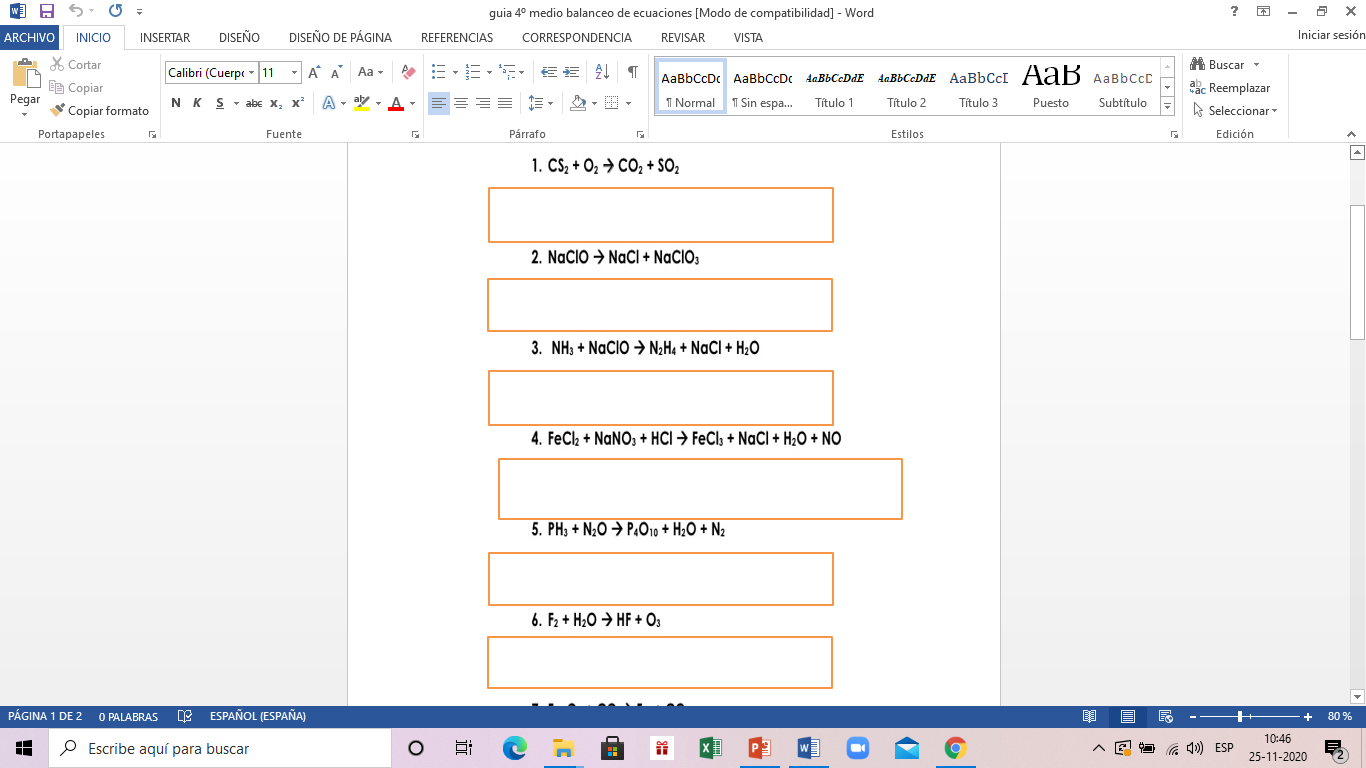 guia 4º medio balanceo de ecuaciones [Modo de compatibilidad] - Word
ARCHIVO INICIO INSERTAR DISEÑO DISEÑO DE PÁGINA REFERENCIAS CORRESPONDENCIA REVISAR VISTA Iniciar sesión
Pegar
Cortar
Copiar
Copiar formato
Portapapeles
Calibri (Cuerpo 11
N K S abc x₂ x²
Fuente
Párrafo
AaBbCcDc AaBbCcDc AaBbCcDdE AaBbCcDdE AaBbCcI AaB AaBbCcD
¶ Normal ¶ Sin espa... Título 1 Título 2 Título 3 Puesto Subtítulo
Estilos
Buscar
Reemplazar
Seleccionar
Edición
1. CS₂ + O₂ → CO₂ + SO₂
2. NaClO → NaCl + NaClO₃
3. NH₃ + NaClO → N₂H₄ + NaCl + H₂O
4. FeCl₂ + NaNO₃ + HCl → FeCl₃ + NaCl + H₂O + NO
5. PH₃ + N₂O → P₄O₁₀ + H₂O + N₂
6. F₂ + H₂O → HF + O₃
PÁGINA 1 DE 2 0 PALABRAS ESPAÑOL (ESPAÑA) 80 %
Escribe aquí para buscar
ESP
10:46
25-11-2020
2